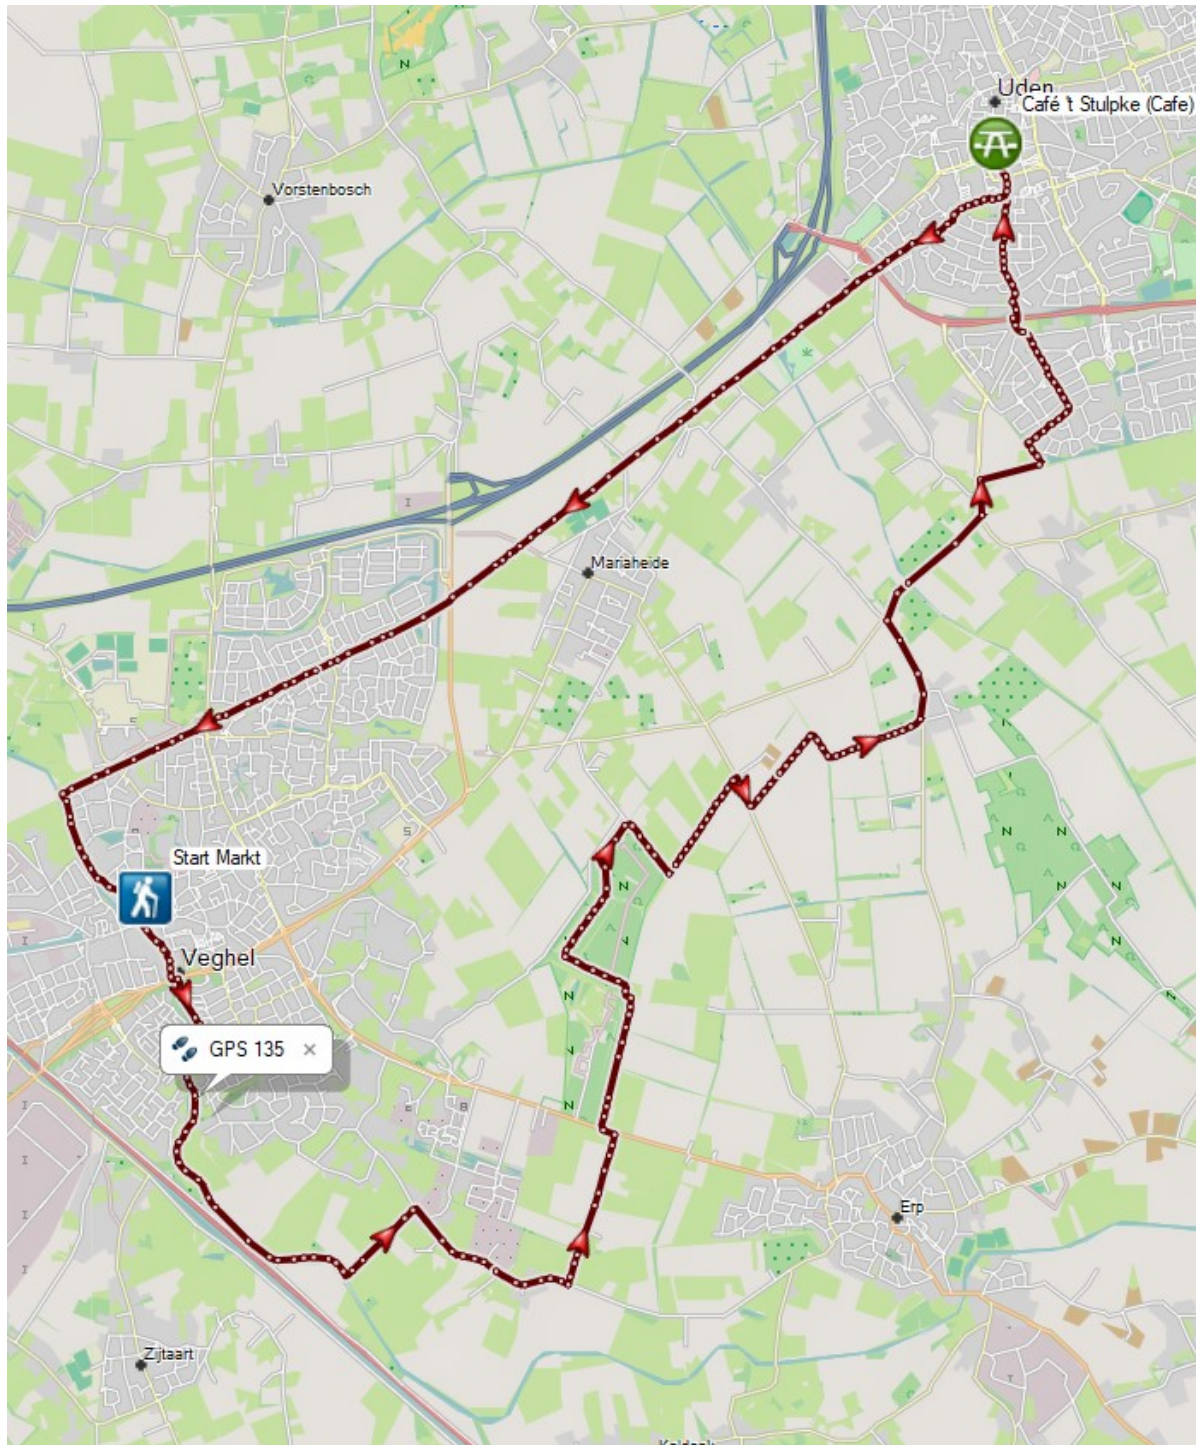 Uden
Café 't Stulpke (Cafe)
Vorstenbosch
Mariaheide
Start Markt
Veghel
GPS 135 ×
Erp
Zijtaart